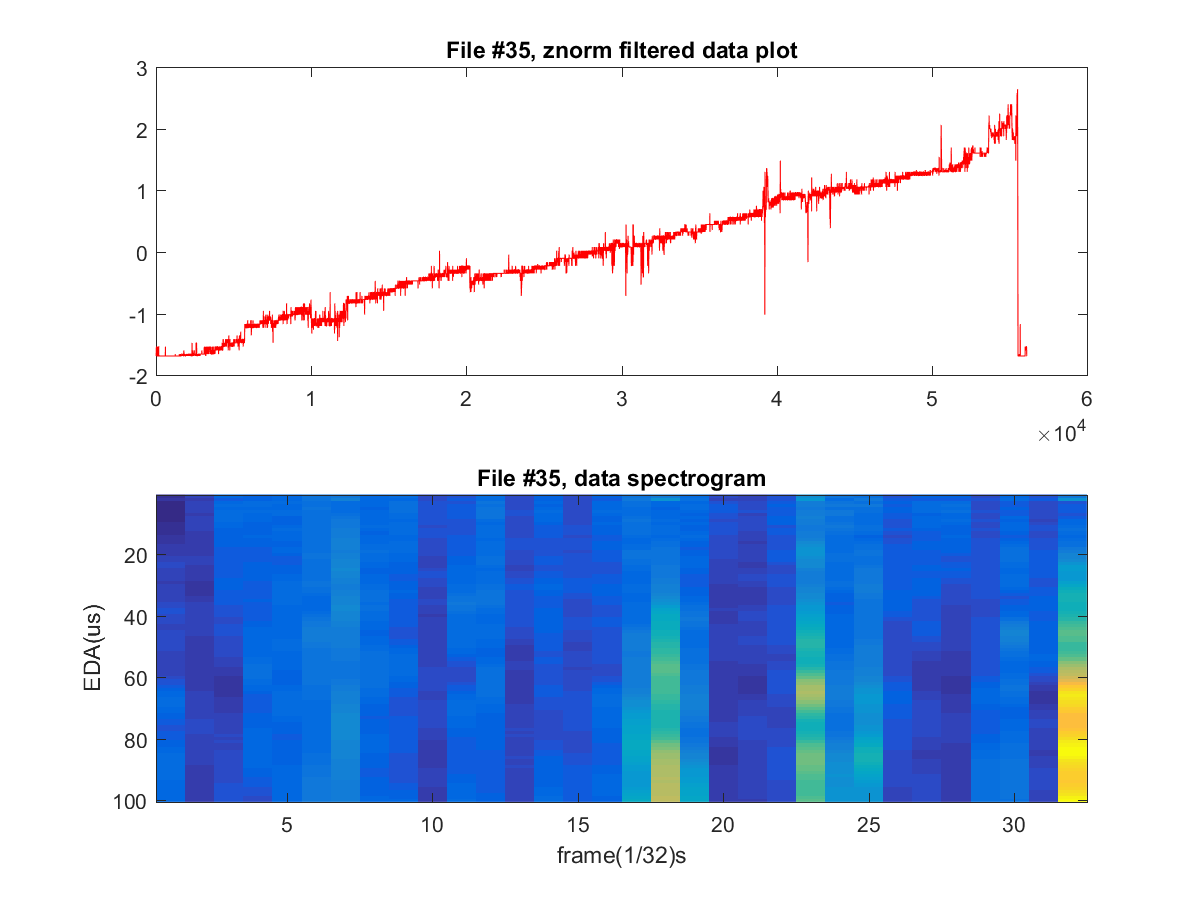 File #35, znorm filtered data plot
3
2
1
0
-1
-2
0 1 2 3 4 5 6
×10^4
File #35, data spectrogram
20
40
60
80
100
EDA(us)
5 10 15 20 25 30
frame(1/32)s